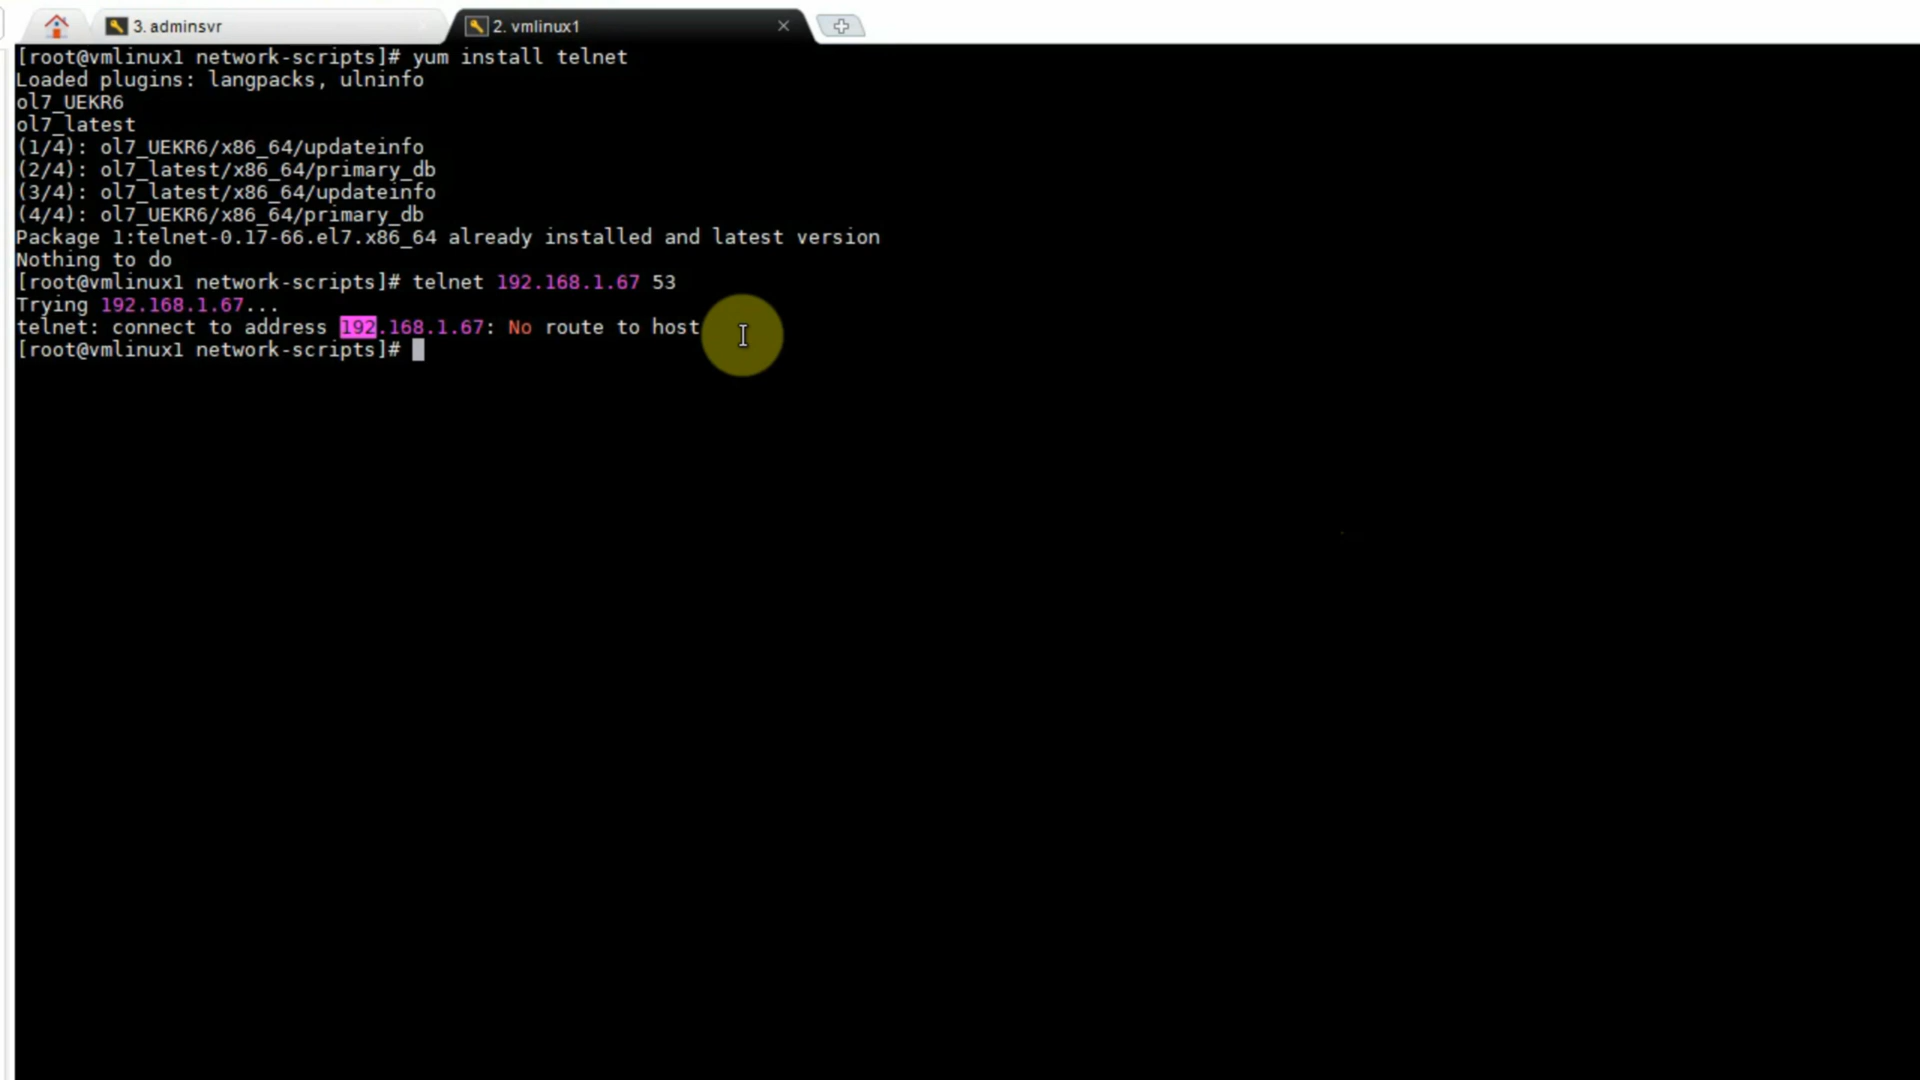 3. adminsvr
2. vmlinux1
[root@vmlinux1 network-scripts]# yum install telnet
Loaded plugins: langpacks, ulninfo
ol7_UEKR6
ol7_latest
(1/4): ol7_UEKR6/x86_64/updateinfo
(2/4): ol7_latest/x86_64/primary_db
(3/4): ol7_latest/x86_64/updateinfo
(4/4): ol7_UEKR6/x86_64/primary_db
Package 1:telnet-0.17-66.el7.x86_64 already installed and latest version
Nothing to do
[root@vmlinux1 network-scripts]# telnet 192.168.1.67 53
Trying 192.168.1.67...
telnet: connect to address 192.168.1.67: No route to host
[root@vmlinux1 network-scripts]#